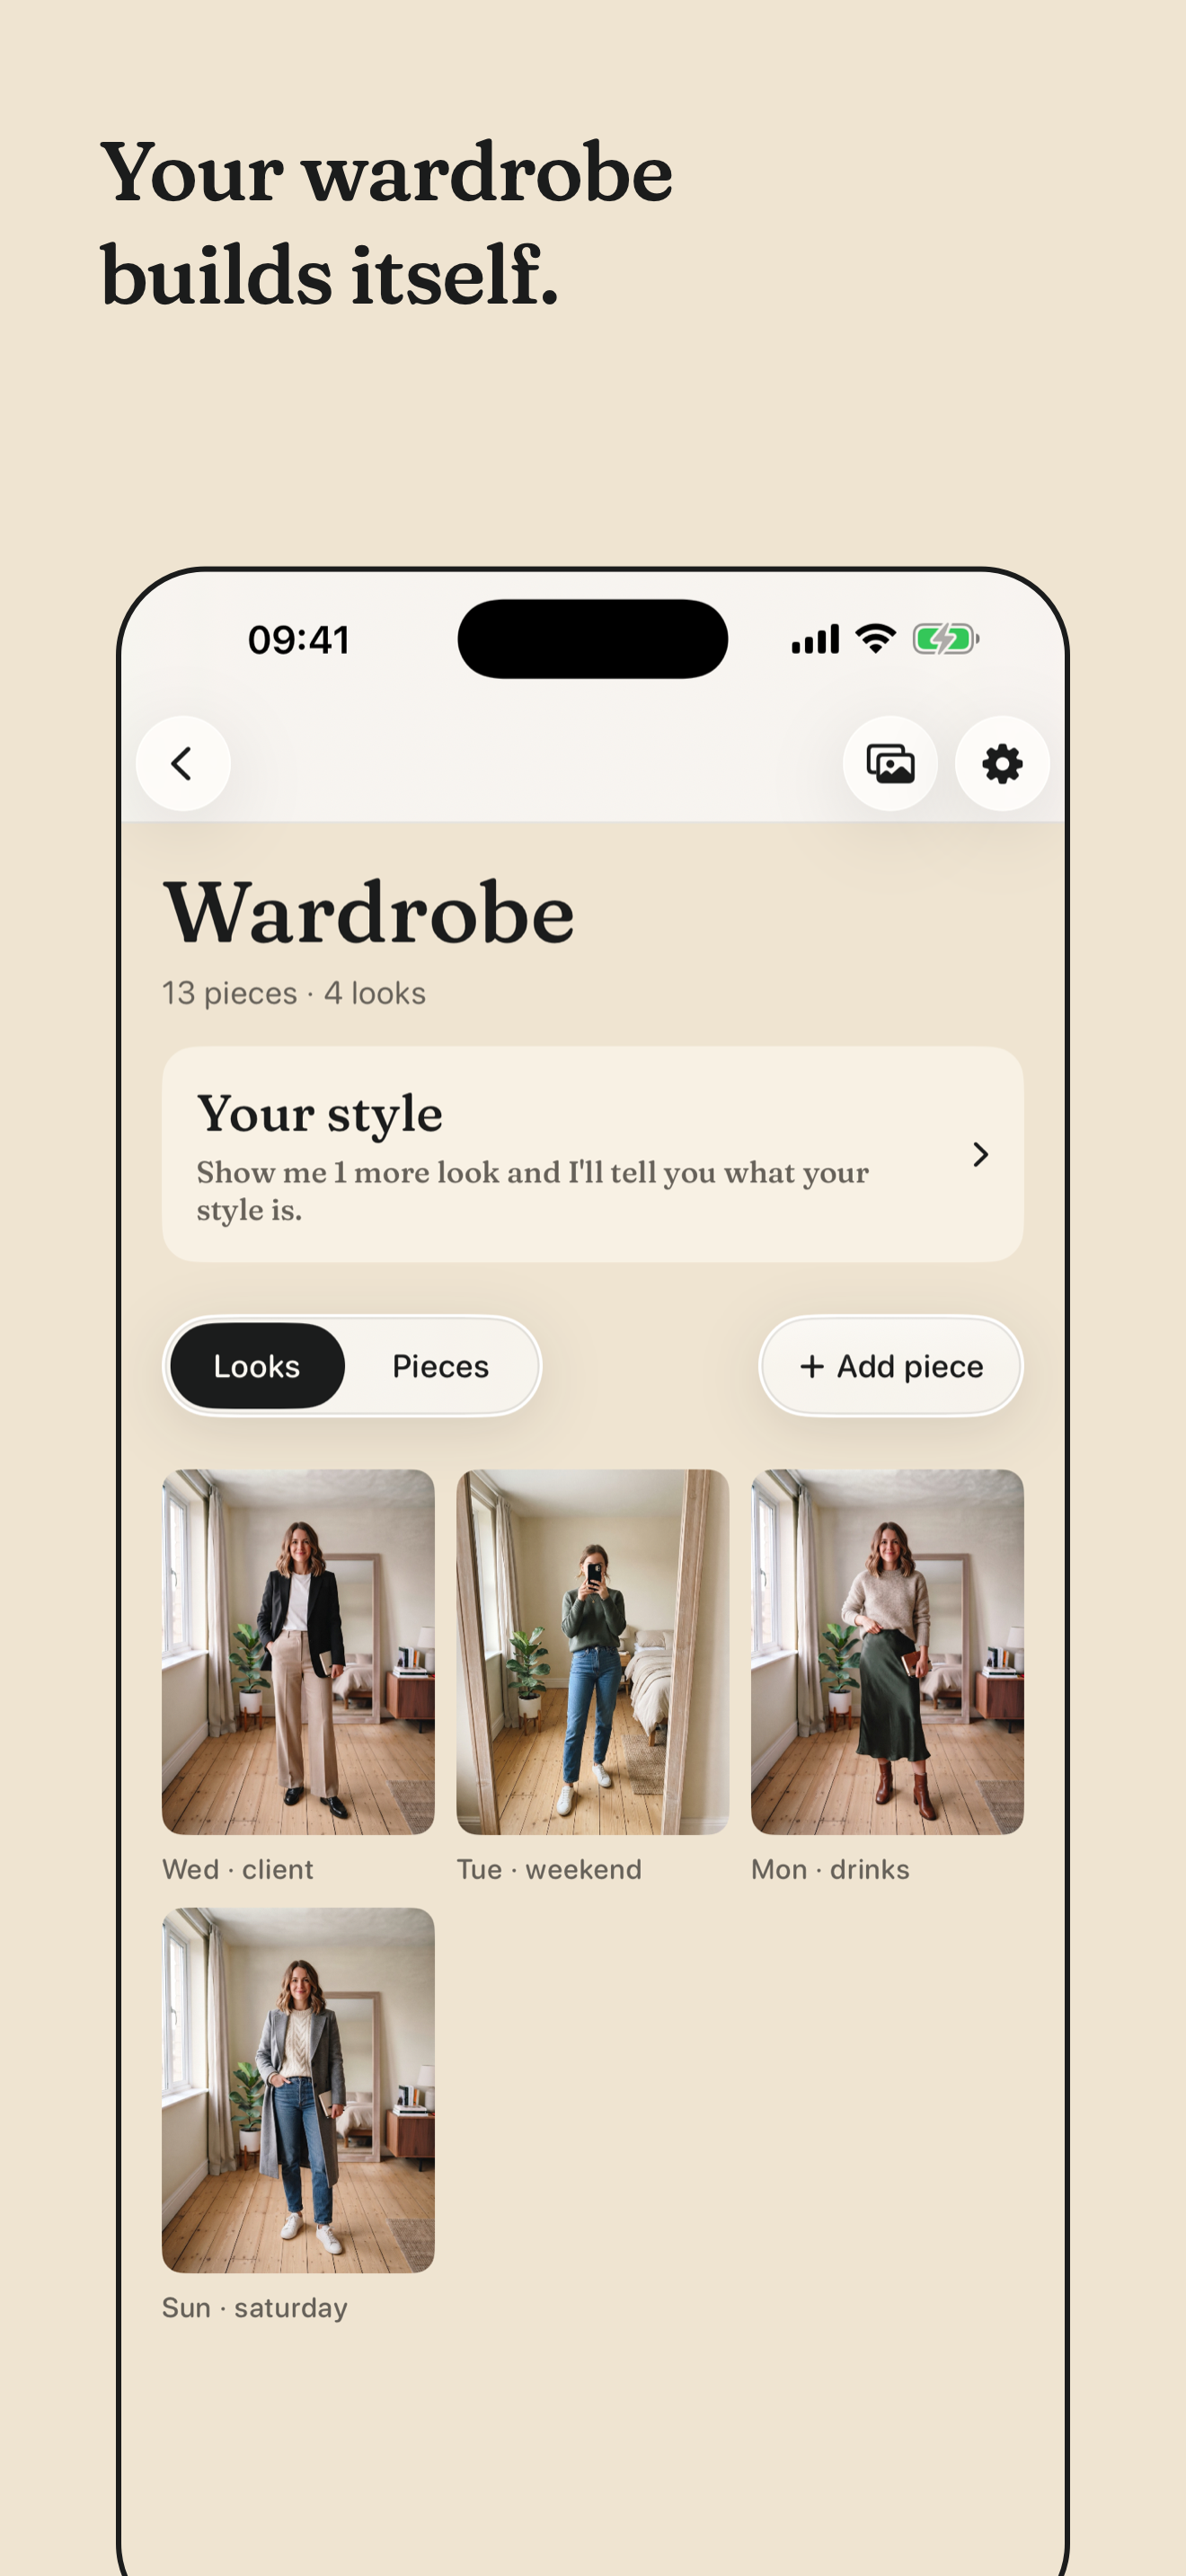 Your wardrobe
builds itself.
09:41
Wardrobe
13 pieces · 4 looks
Your style
Show me 1 more look and I'll tell you what your
style is.
Looks
Pieces
+ Add piece
Wed · client
Tue · weekend
Mon · drinks
Sun · saturday